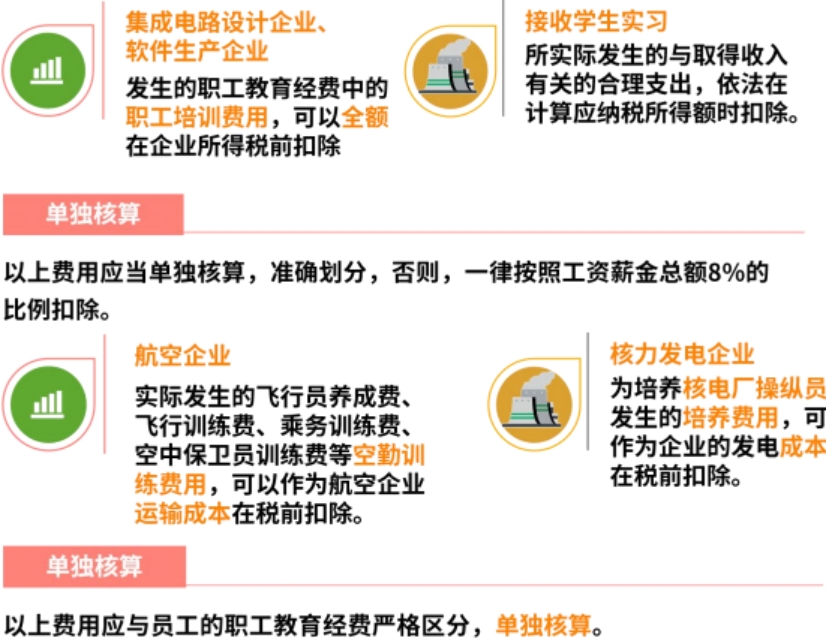 集成电路设计企业、
软件生产企业
发生的职工教育经费中的
职工培训费用，可以全额
在企业所得税前扣除
接收学生实习
所实际发生的与取得收入
有关的合理支出，依法在
计算应纳税所得额时扣除。
单独核算
以上费用应当单独核算，准确划分，否则，一律按照工资薪金总额8%的
比例扣除。
航空企业
实际发生的飞行员养成费、
飞行训练费、乘务训练费、
空中保卫员训练费等空勤训
练费用，可以作为航空企业
运输成本在税前扣除。
核力发电企业
为培养核电厂操纵员
发生的培养费用，可
作为企业的发电成本
在税前扣除。
单独核算
以上费用应与员工的职工教育经费严格区分，单独核算。